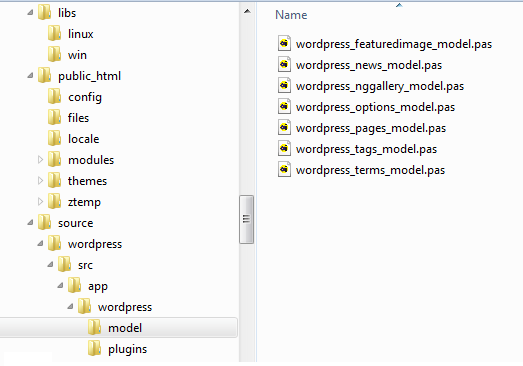 libs
linux
win
public_html
config
files
locale
modules
themes
ztemp
source
wordpress
src
app
wordpress
model
plugins
Name
wordpress_featuredimage_model.pas
wordpress_news_model.pas
wordpress_nggallery_model.pas
wordpress_options_model.pas
wordpress_pages_model.pas
wordpress_tags_model.pas
wordpress_terms_model.pas